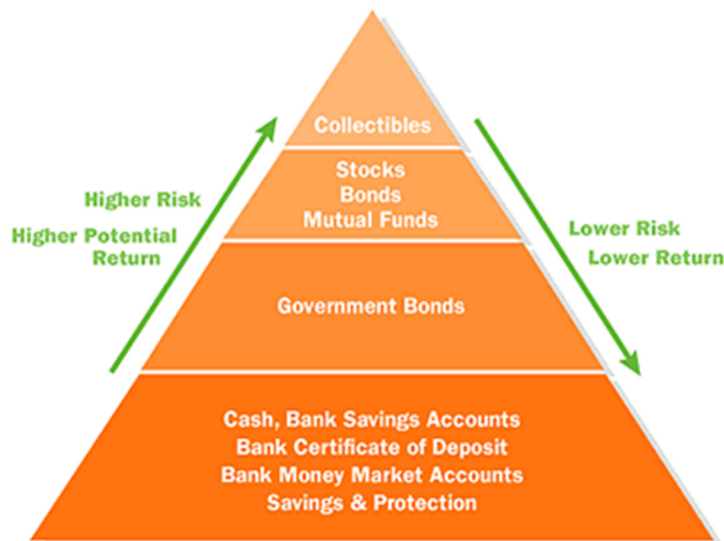 Collectibles
Stocks
Bonds
Mutual Funds
Higher Risk
Higher Potential
Return
Lower Risk
Lower Return
Government Bonds
Cash, Bank Savings Accounts
Bank Certificate of Deposit
Bank Money Market Accounts
Savings & Protection